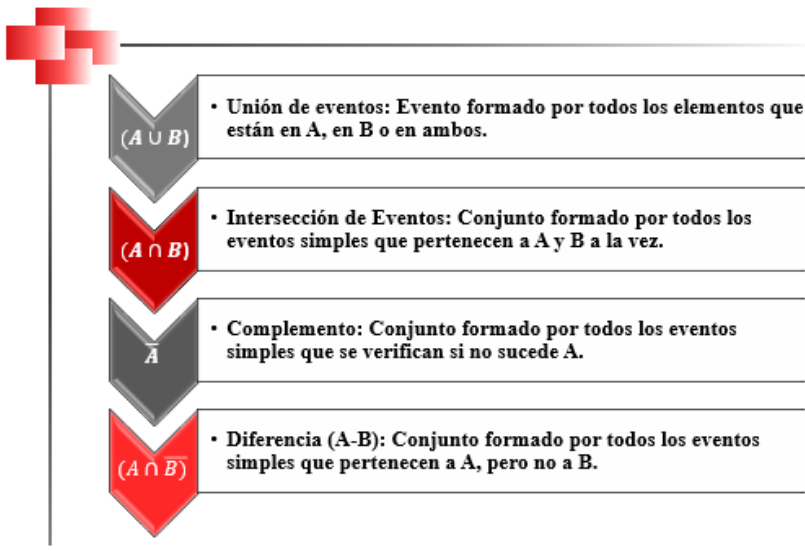 (A ∪ B)
• Unión de eventos: Evento formado por todos los elementos que
están en A, en B o en ambos.
(A ∩ B)
• Intersección de Eventos: Conjunto formado por todos los
eventos simples que pertenecen a A y B a la vez.
A̅
• Complemento: Conjunto formado por todos los eventos
simples que se verifican si no sucede A.
(A ∩ B̅)
• Diferencia (A-B): Conjunto formado por todos los eventos
simples que pertenecen a A, pero no a B.